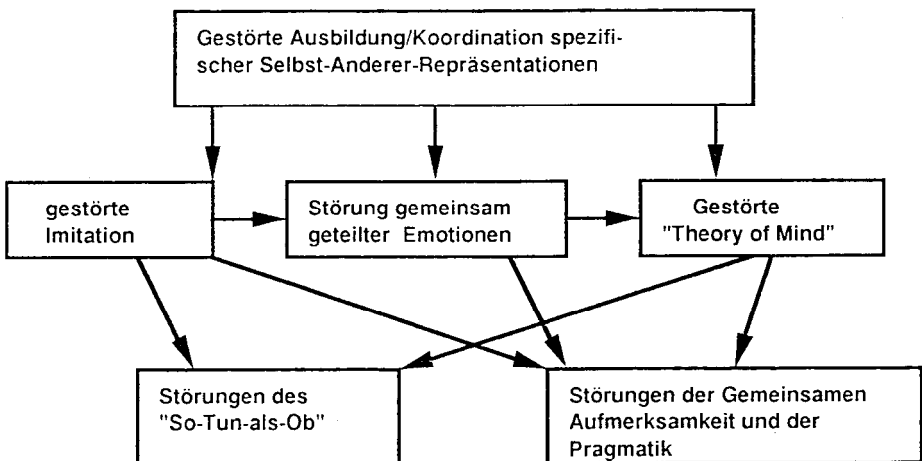 Gestörte Ausbildung/Koordination spezifi-
scher Selbst-Anderer-Repräsentationen
gestörte
Imitation
Störung gemeinsam
geteilter Emotionen
Gestörte
"Theory of Mind"
Störungen des
"So-Tun-als-Ob"
Störungen der Gemeinsamen
Aufmerksamkeit und der
Pragmatik